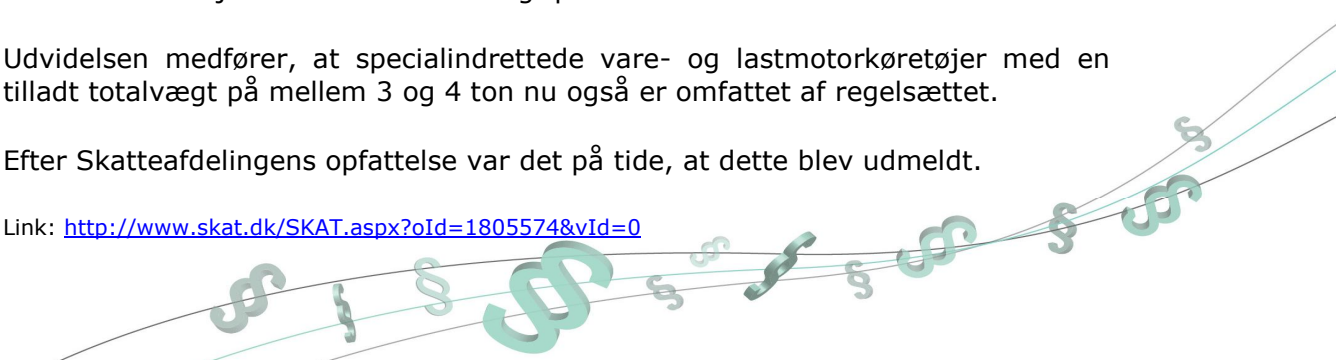 Udvidelsen medfører, at specialindrettede vare- og lastmotorkøretøjer med en
tilladt totalvægt på mellem 3 og 4 ton nu også er omfattet af regelsættet.
Efter Skatteafdelingens opfattelse var det på tide, at dette blev udmeldt.
Link: http://www.skat.dk/SKAT.aspx?oId=1805574&vId=0
§ § § § § § § § § § § §